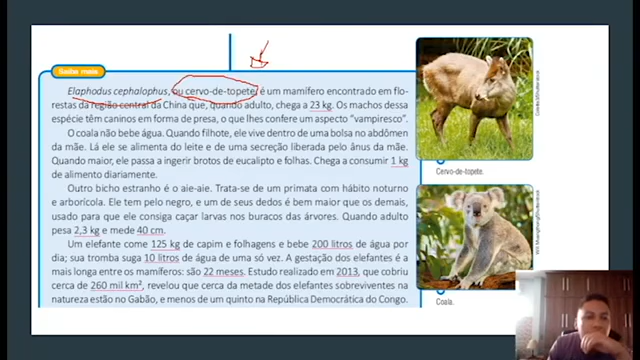 Saiba mais
Elaphodus cephalophus, ou cervo-de-topete, é um mamífero encontrado em flo-
restas da região central da China que, quando adulto, chega a 23 kg. Os machos dessa
espécie têm caninos em forma de presa, o que lhes confere um aspecto “vampiresco”.
O coala não bebe água. Quando filhote, ele vive dentro de uma bolsa no abdômen
da mãe. Lá ele se alimenta do leite e de uma secreção liberada pelo ânus da mãe.
Quando maior, ele passa a ingerir brotos de eucalipto e folhas. Chega a consumir 1 kg
de alimento diariamente.
Outro bicho estranho é o aie-aie. Trata-se de um primata com hábito noturno
e arborícola. Ele tem pelo negro, e um de seus dedos é bem maior que os demais,
usado para que ele consiga caçar larvas nos buracos das árvores. Quando adulto
pesa 2,3 kg e mede 40 cm.
Um elefante come 125 kg de capim e folhagens e bebe 200 litros de água por
dia; sua tromba suga 10 litros de água de uma só vez. A gestação dos elefantes é a
mais longa entre os mamíferos: são 22 meses. Estudo realizado em 2013, que cobriu
cerca de 260 mil km², revelou que cerca da metade dos elefantes sobreviventes na
natureza estão no Gabão, e menos de um quinto na República Democrática do Congo.
Cervo-de-topete.
Coala.